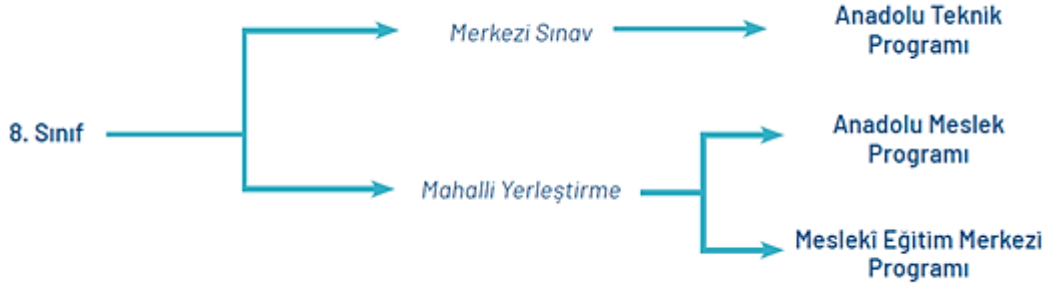 8. Sınıf
Merkezi Sınav
Anadolu Teknik
Programı
Mahalli Yerleştirme
Anadolu Meslek
Programı
Meslekî Eğitim Merkezi
Programı